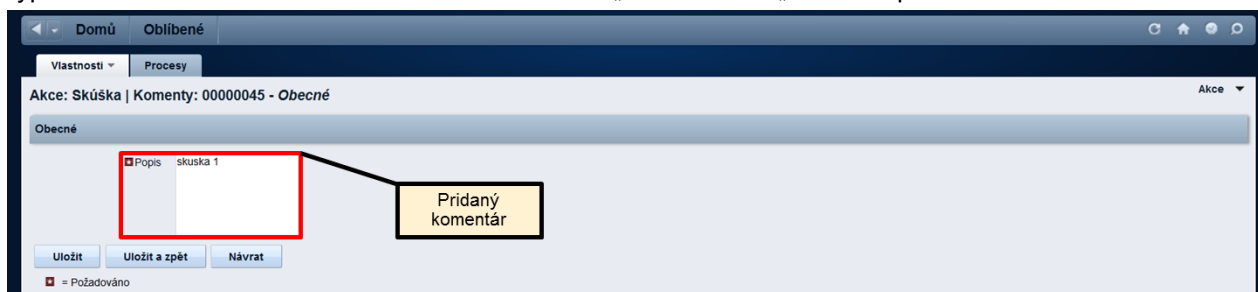 Domů Oblíbené
Vlastnosti Procesy
Akce: Skúška | Komenty: 00000045 - Obecné
Akce
Obecné
Popis skuska 1
Pridaný
komentár
Uložit Uložit a zpět Návrat
= Požadováno